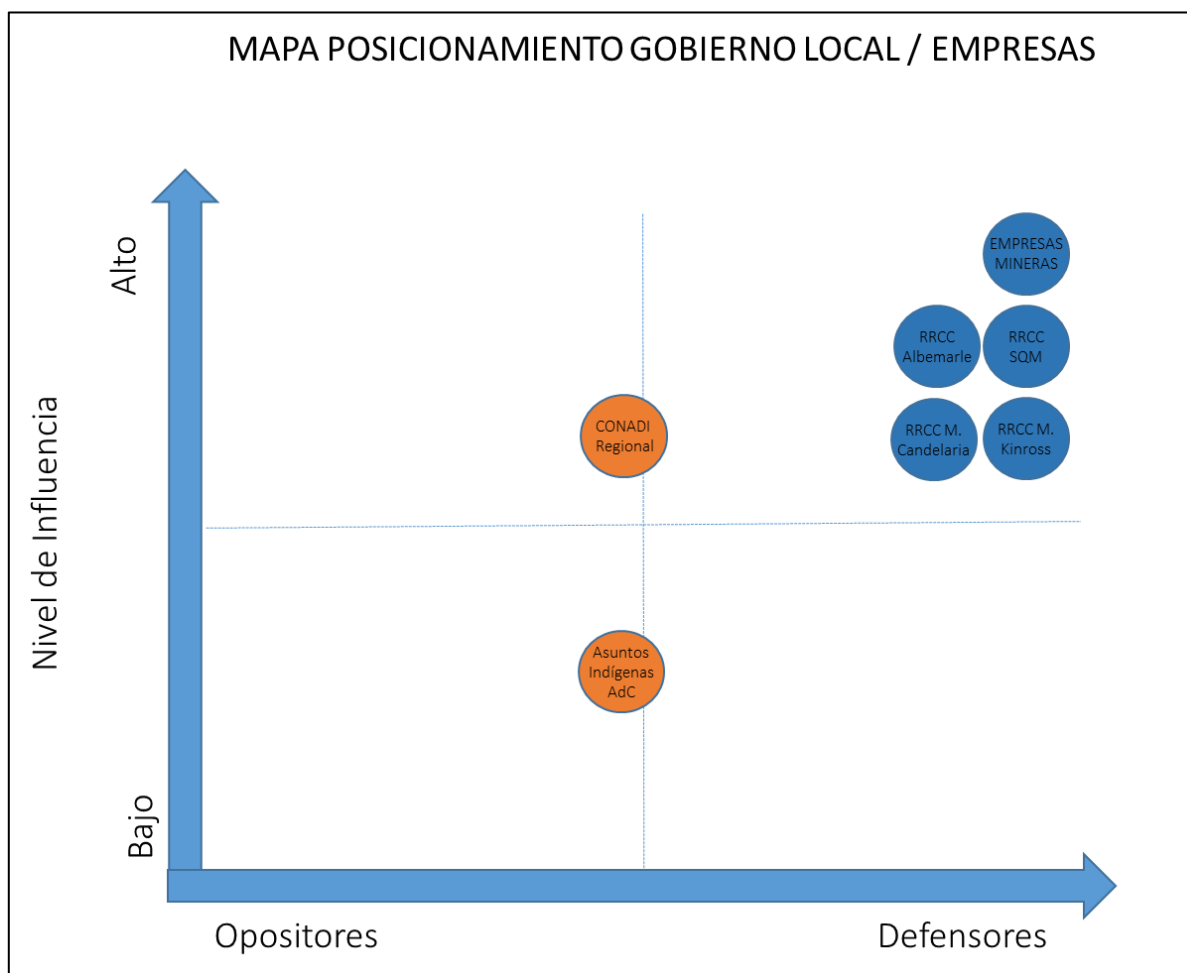 MAPA POSICIONAMIENTO GOBIERNO LOCAL / EMPRESAS
Alto
Nivel de Influencia
Bajo
EMPRESAS
MINERAS
RRCC
Albemarle
RRCC
SQM
CONADI
Regional
RRCC M.
Candelaria
RRCC M.
Kinross
Asuntos
Indígenas
AdC
Opositores
Defensores